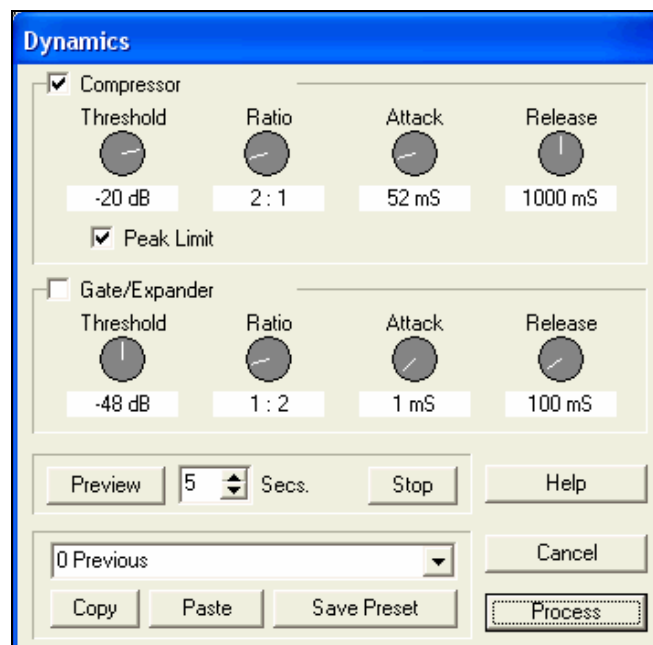 Dynamics
Compressor
Threshold Ratio Attack Release
-20 dB 2 : 1 52 mS 1000 mS
Peak Limit
Gate/Expander
Threshold Ratio Attack Release
-48 dB 1 : 2 1 mS 100 mS
Preview 5 Secs. Stop Help
0 Previous Cancel
Copy Paste Save Preset Process